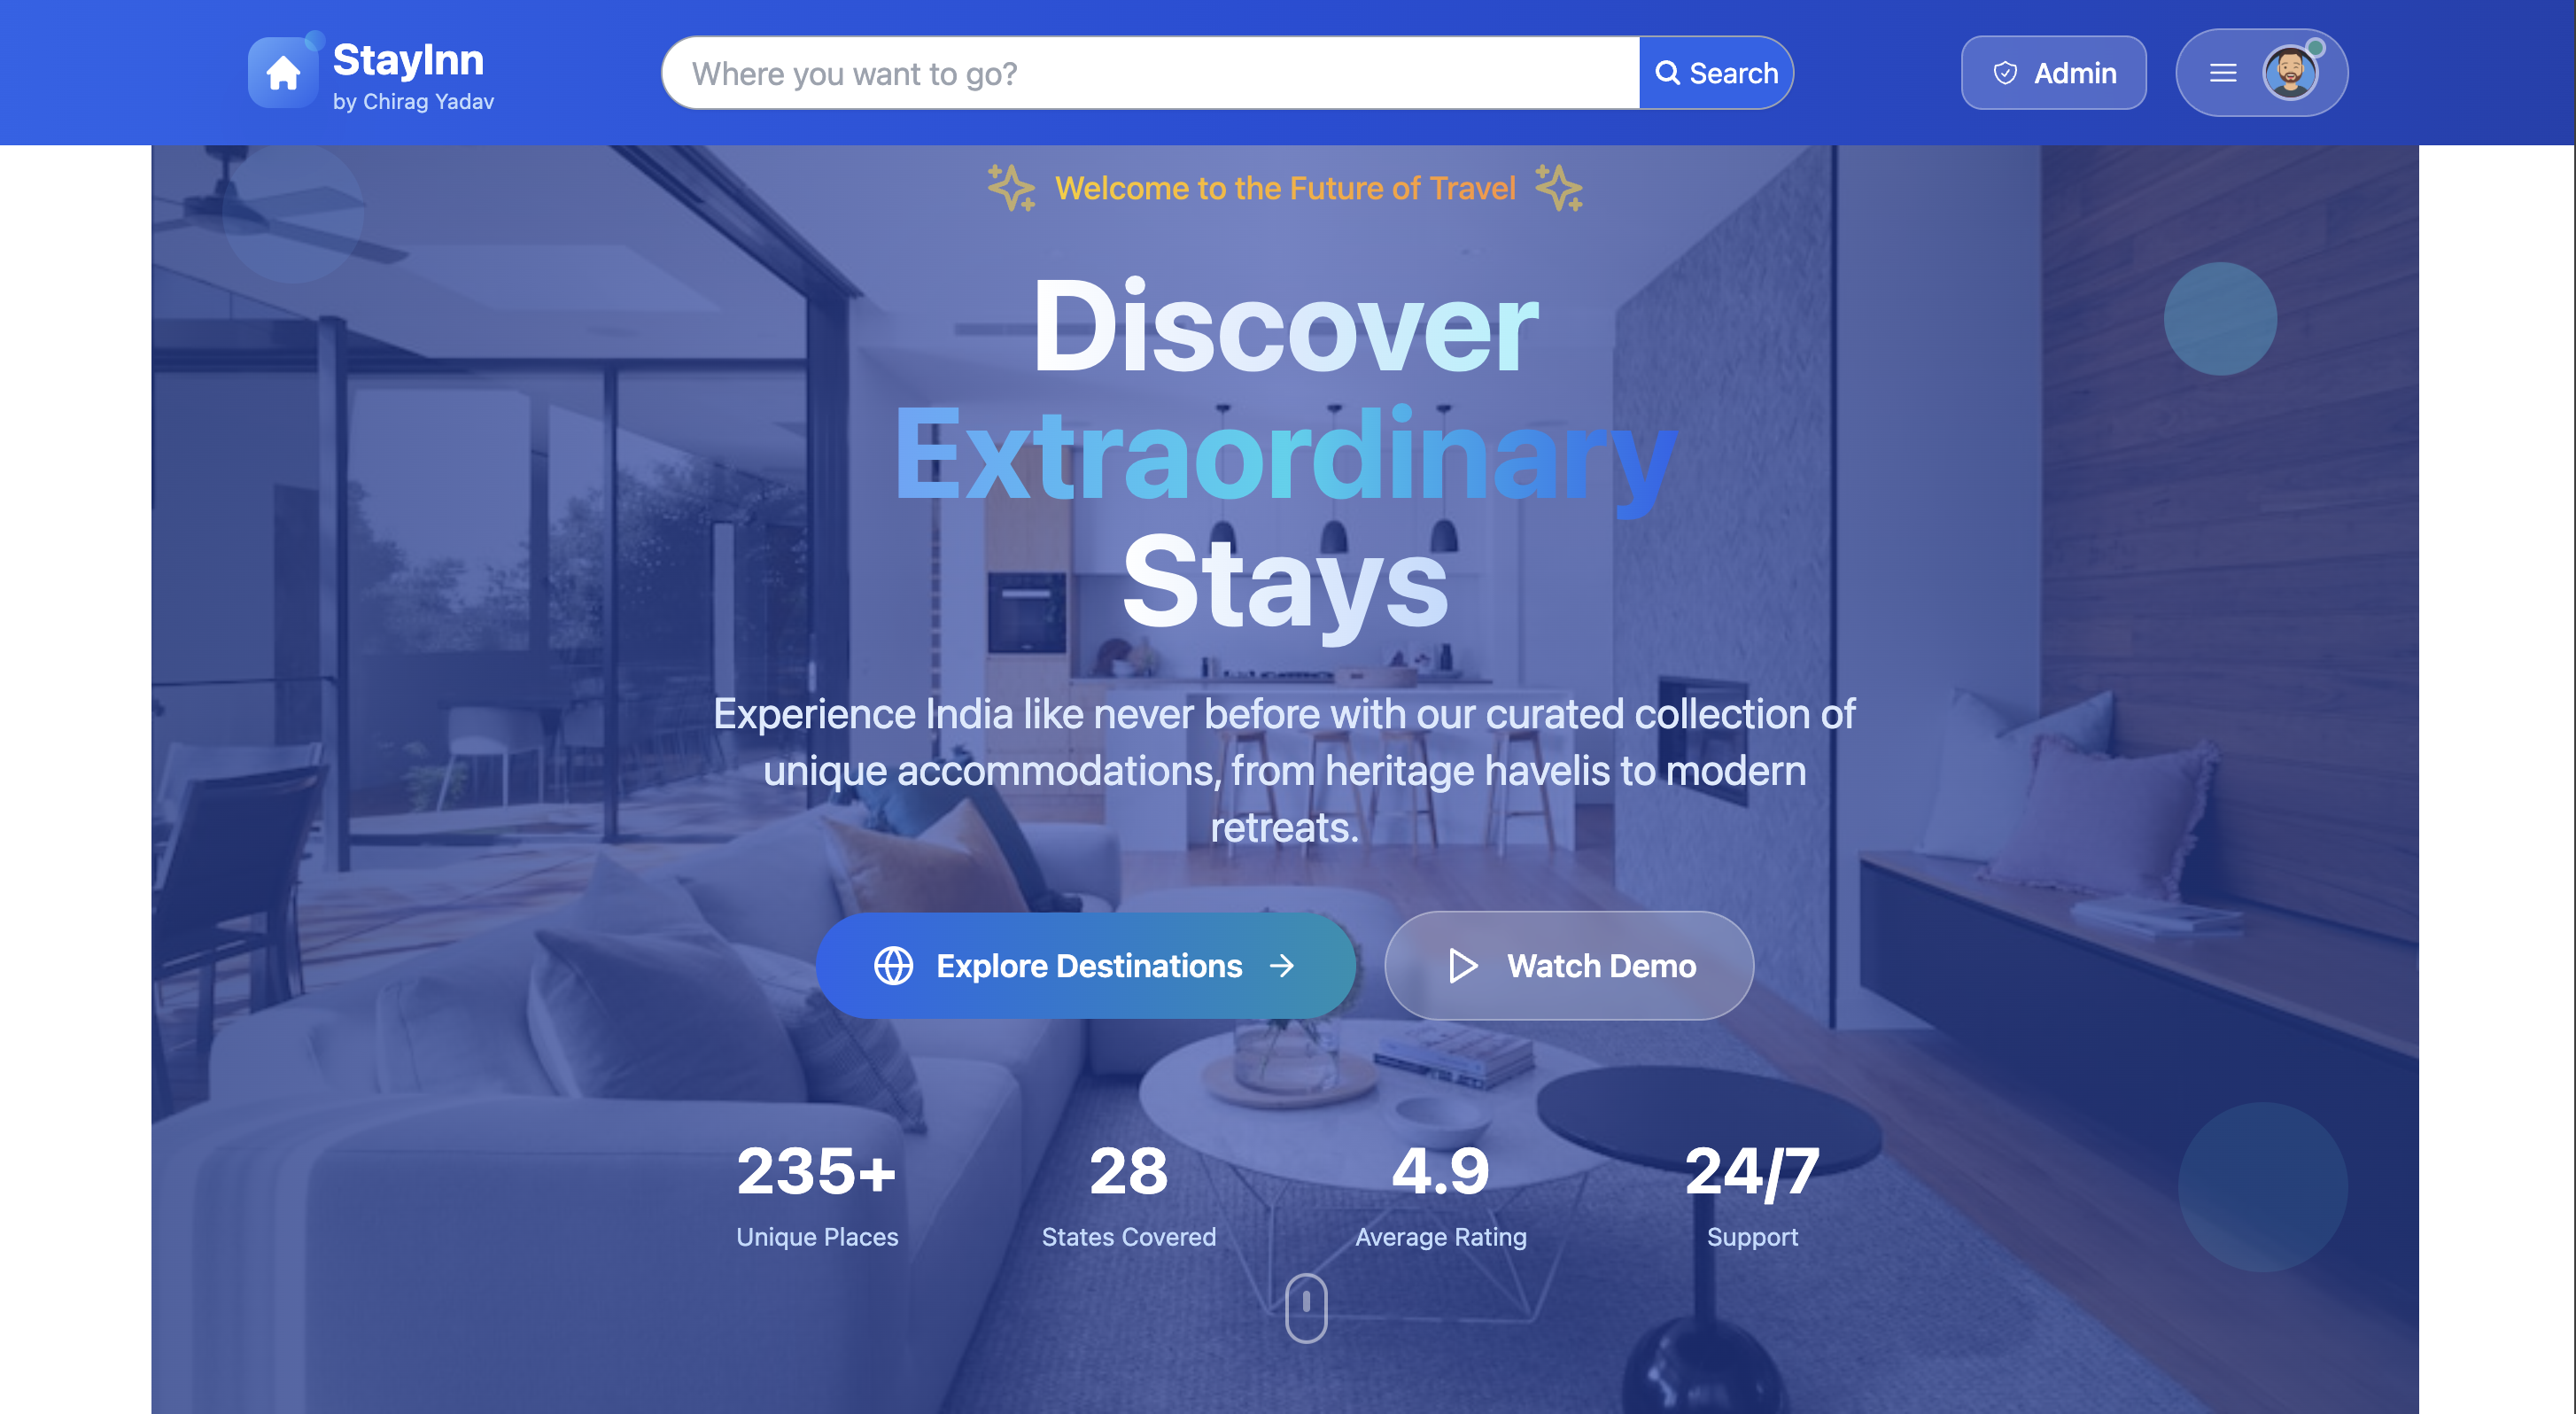 StayInn
by Chirag Yadav
Where you want to go?
Search
Admin
Welcome to the Future of Travel
Discover
Extraordinary
Stays
Experience India like never before with our curated collection of
unique accommodations, from heritage havelis to modern
retreats.
Explore Destinations
Watch Demo
235+
Unique Places
28
States Covered
4.9
Average Rating
24/7
Support